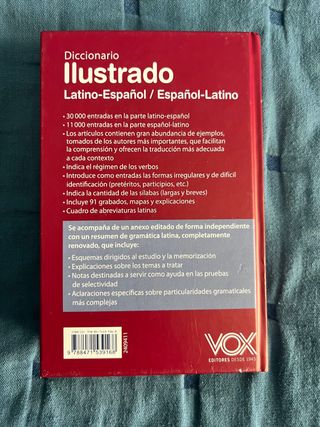 Diccionario
Ilustrado
Latino-Español / Español-Latino
• 30 000 entradas en la parte latino-español
• 11 000 entradas en la parte español-latino
• Los artículos contienen gran abundancia de ejemplos,
tomados de los autores más importantes, que facilitan
la comprensión y ofrecen la traducción más adecuada
a cada contexto
• Indica el régimen de los verbos
• Introduce como entradas las formas irregulares y de difícil
identificación (pretéritos, participios, etc.)
• Indica la cantidad de las sílabas (largas y breves)
• Incluye 91 grabados, mapas y explicaciones
• Cuadro de abreviaturas latinas
Se acompaña de un anexo editado de forma independiente
con un resumen de gramática latina, completamente
renovado, que incluye:
• Esquemas dirigidos al estudio y la memorización
• Explicaciones sobre los temas a tratar
• Notas destinadas a servir como ayuda en las pruebas
de selectividad
• Aclaraciones específicas sobre particularidades gramaticales
más complejas
9 788471 539168
2409411
VOX
EDITORES DESDE